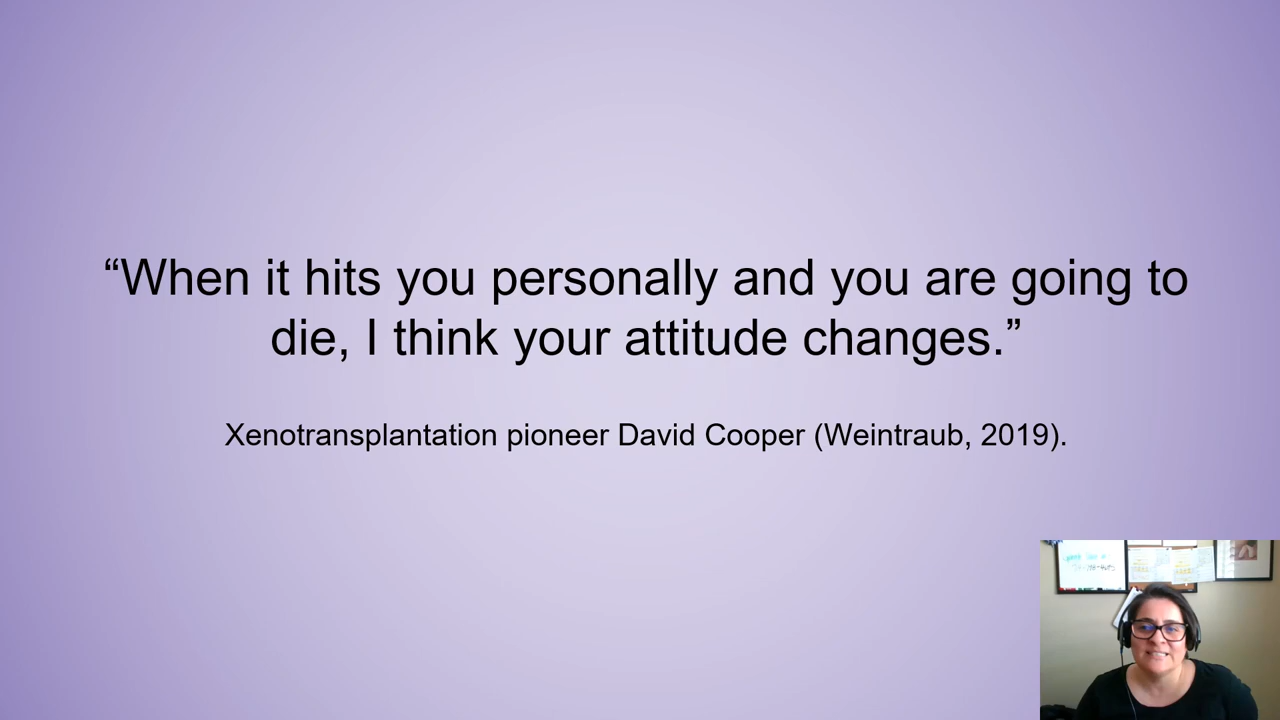 “When it hits you personally and you are going to
die, I think your attitude changes.”
Xenotransplantation pioneer David Cooper (Weintraub, 2019).